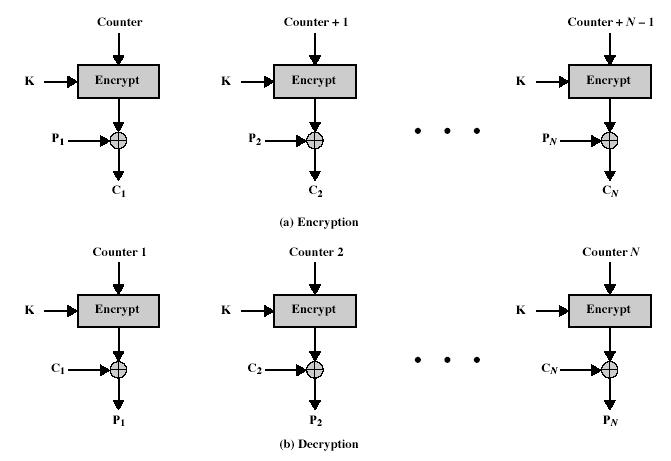 Counter Counter + 1 Counter + N – 1
K Encrypt K Encrypt K Encrypt
P1 P2 PN
C1 C2 CN
(a) Encryption
Counter 1 Counter 2 Counter N
K Encrypt K Encrypt K Encrypt
C1 C2 CN
P1 P2 PN
(b) Decryption